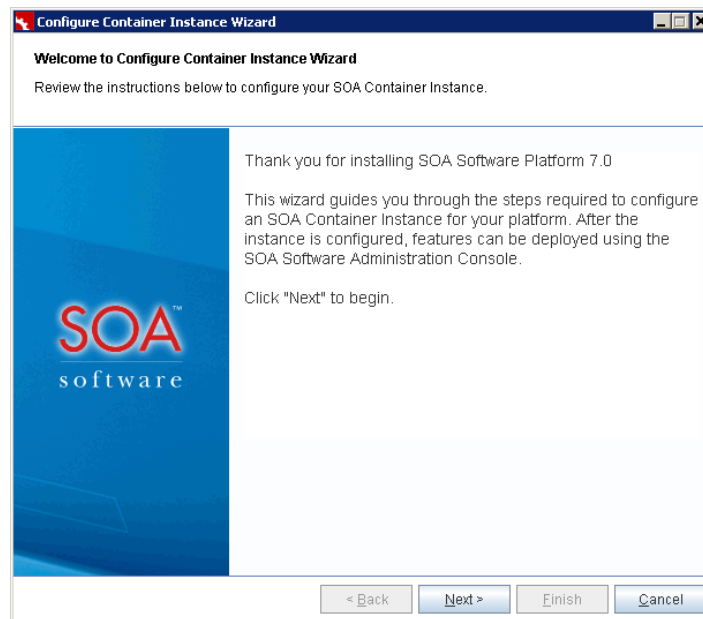 Configure Container Instance Wizard
Welcome to Configure Container Instance Wizard
Review the instructions below to configure your SOA Container Instance.
Thank you for installing SOA Software Platform 7.0
This wizard guides you through the steps required to configure
an SOA Container Instance for your platform. After the
instance is configured, features can be deployed using the
SOA Software Administration Console.
Click "Next" to begin.
SOA™
software
< Back
Next >
Finish
Cancel